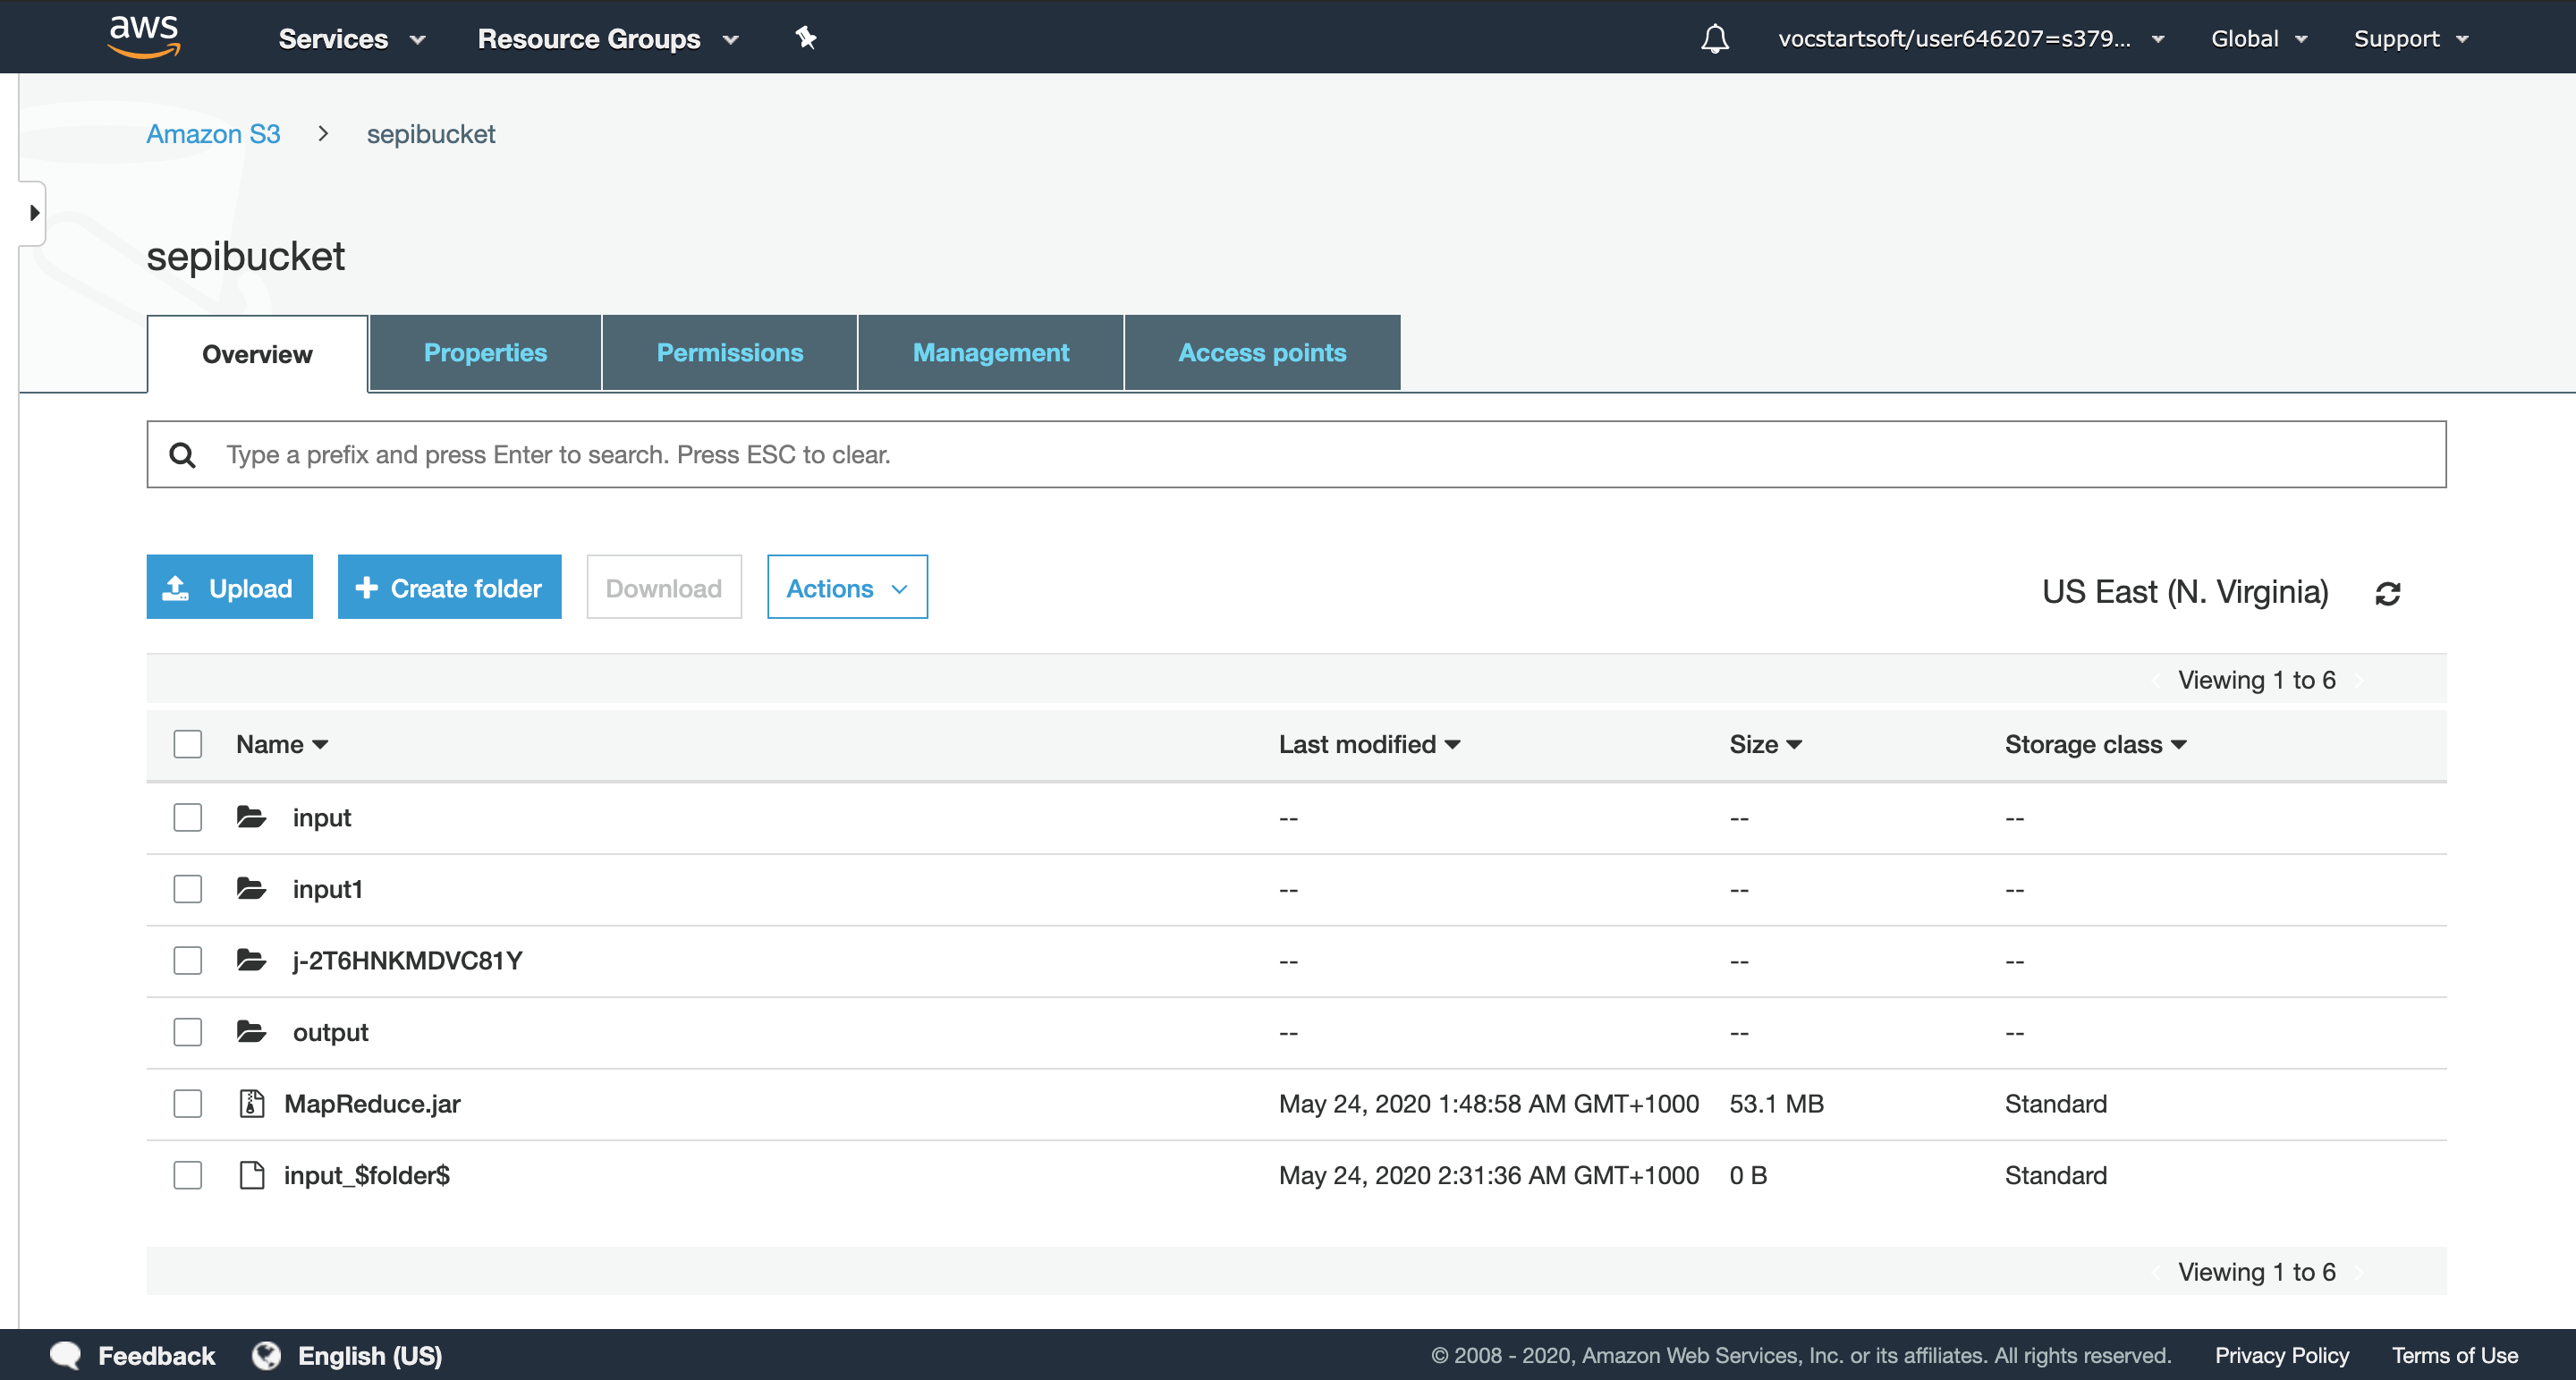 aws Services Resource Groups vocstartsoft/user646207=s379... Global Support
Amazon S3 > sepibucket
sepibucket
Overview Properties Permissions Management Access points
Type a prefix and press Enter to search. Press ESC to clear.
Upload + Create folder Download Actions US East (N. Virginia)
Viewing 1 to 6
Name Last modified Size Storage class
input -- -- --
input1 -- -- --
j-2T6HNKMDVC81Y -- -- --
output -- -- --
MapReduce.jar May 24, 2020 1:48:58 AM GMT+1000 53.1 MB Standard
input_$folder$ May 24, 2020 2:31:36 AM GMT+1000 0 B Standard
Viewing 1 to 6
Feedback English (US) © 2008 - 2020, Amazon Web Services, Inc. or its affiliates. All rights reserved. Privacy Policy Terms of Use